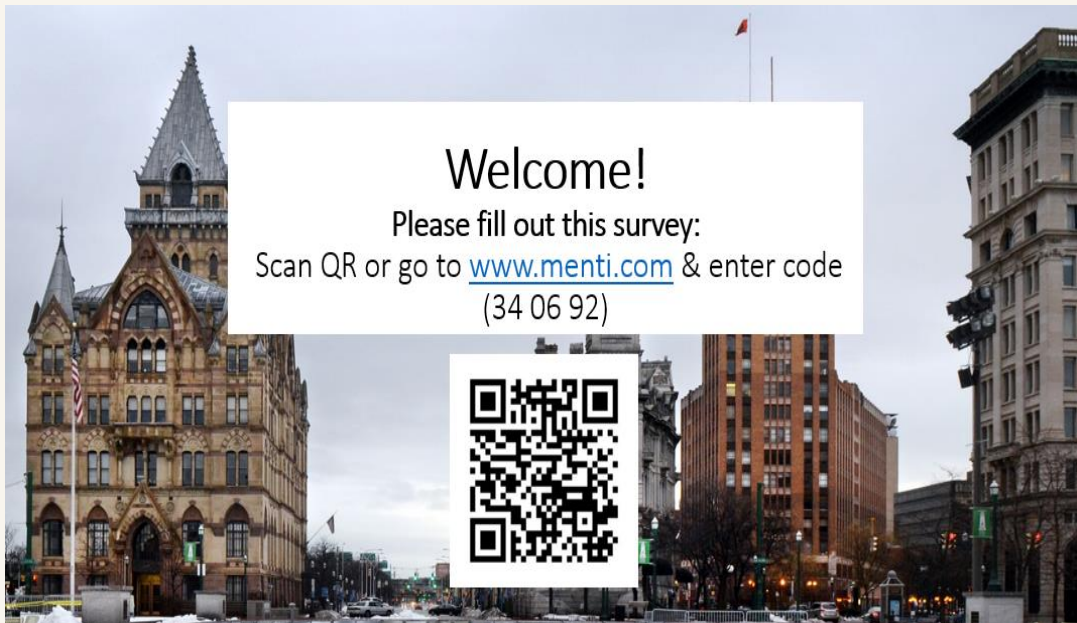 Welcome!
Please fill out this survey:
Scan QR or go to www.menti.com & enter code
(34 06 92)